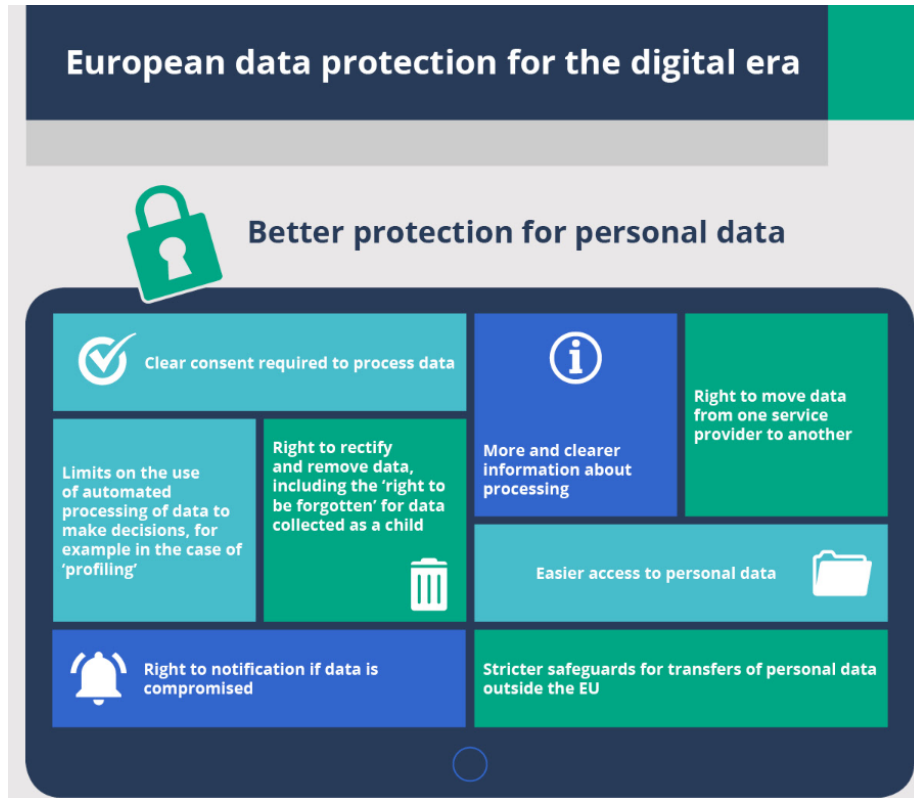 European data protection for the digital era
Better protection for personal data
Clear consent required to process data
Limits on the use
of automated
processing of data to
make decisions, for
example in the case of
‘profiling’
Right to rectify
and remove data,
including the ‘right to
be forgotten’ for data
collected as a child
More and clearer
information about
processing
Right to move data
from one service
provider to another
Easier access to personal data
Right to notification if data is
compromised
Stricter safeguards for transfers of personal data
outside the EU